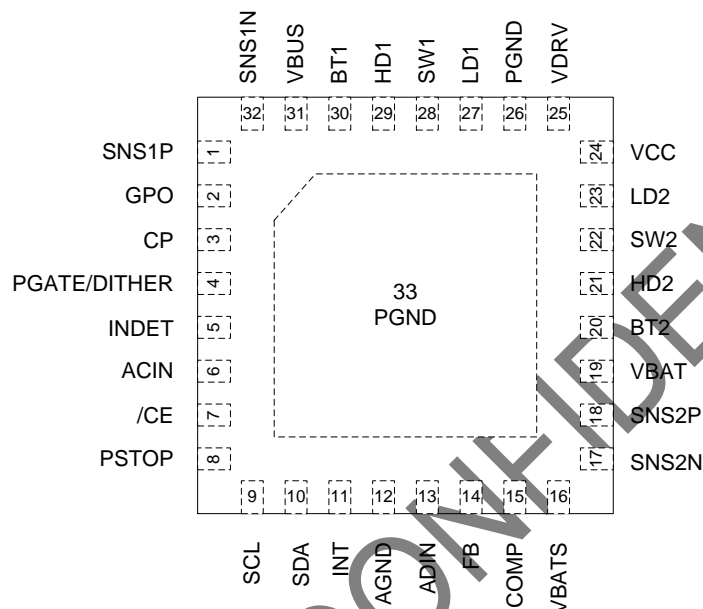 SNS1N
VBUS
BT1
HD1
SW1
LD1
PGND
VDRV
32
31
30
29
28
27
26
25
SNS1P
1
GPO
2
CP
3
PGATE/DITHER
4
INDET
5
ACIN
6
/CE
7
PSTOP
8
33
PGND
24
VCC
23
LD2
22
SW2
21
HD2
20
BT2
19
VBAT
18
SNS2P
17
SNS2N
9
10
11
12
13
14
15
16
SCL
SDA
INT
AGND
ADIN
FB
COMP
VBATS